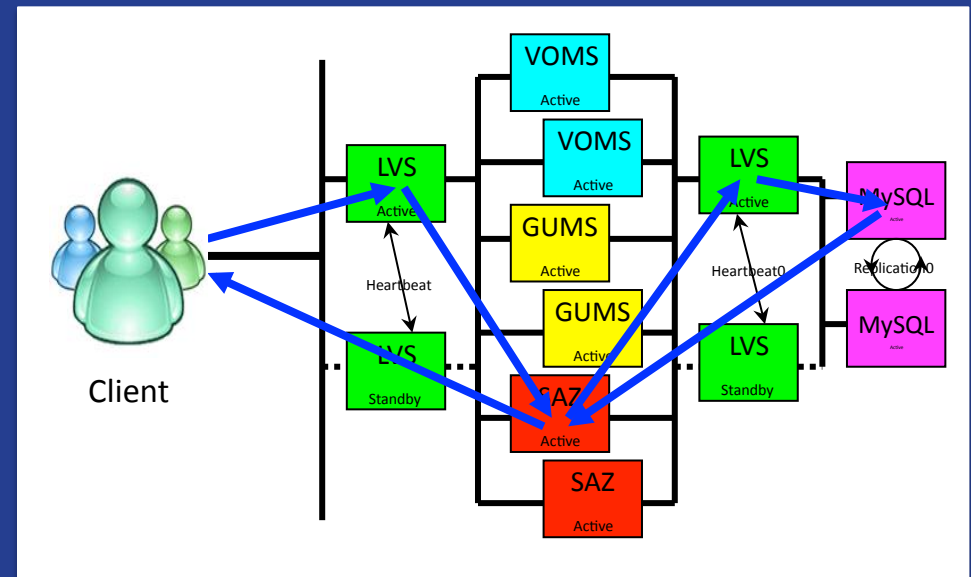 Client
LVS
Active
Heartbeat
LVS
Standby
VOMS
Active
VOMS
Active
GUMS
Active
GUMS
Active
SAZ
Active
SAZ
Active
LVS
Active
Heartbeat0
LVS
Standby
MySQL
Active
Replication0
MySQL
Active